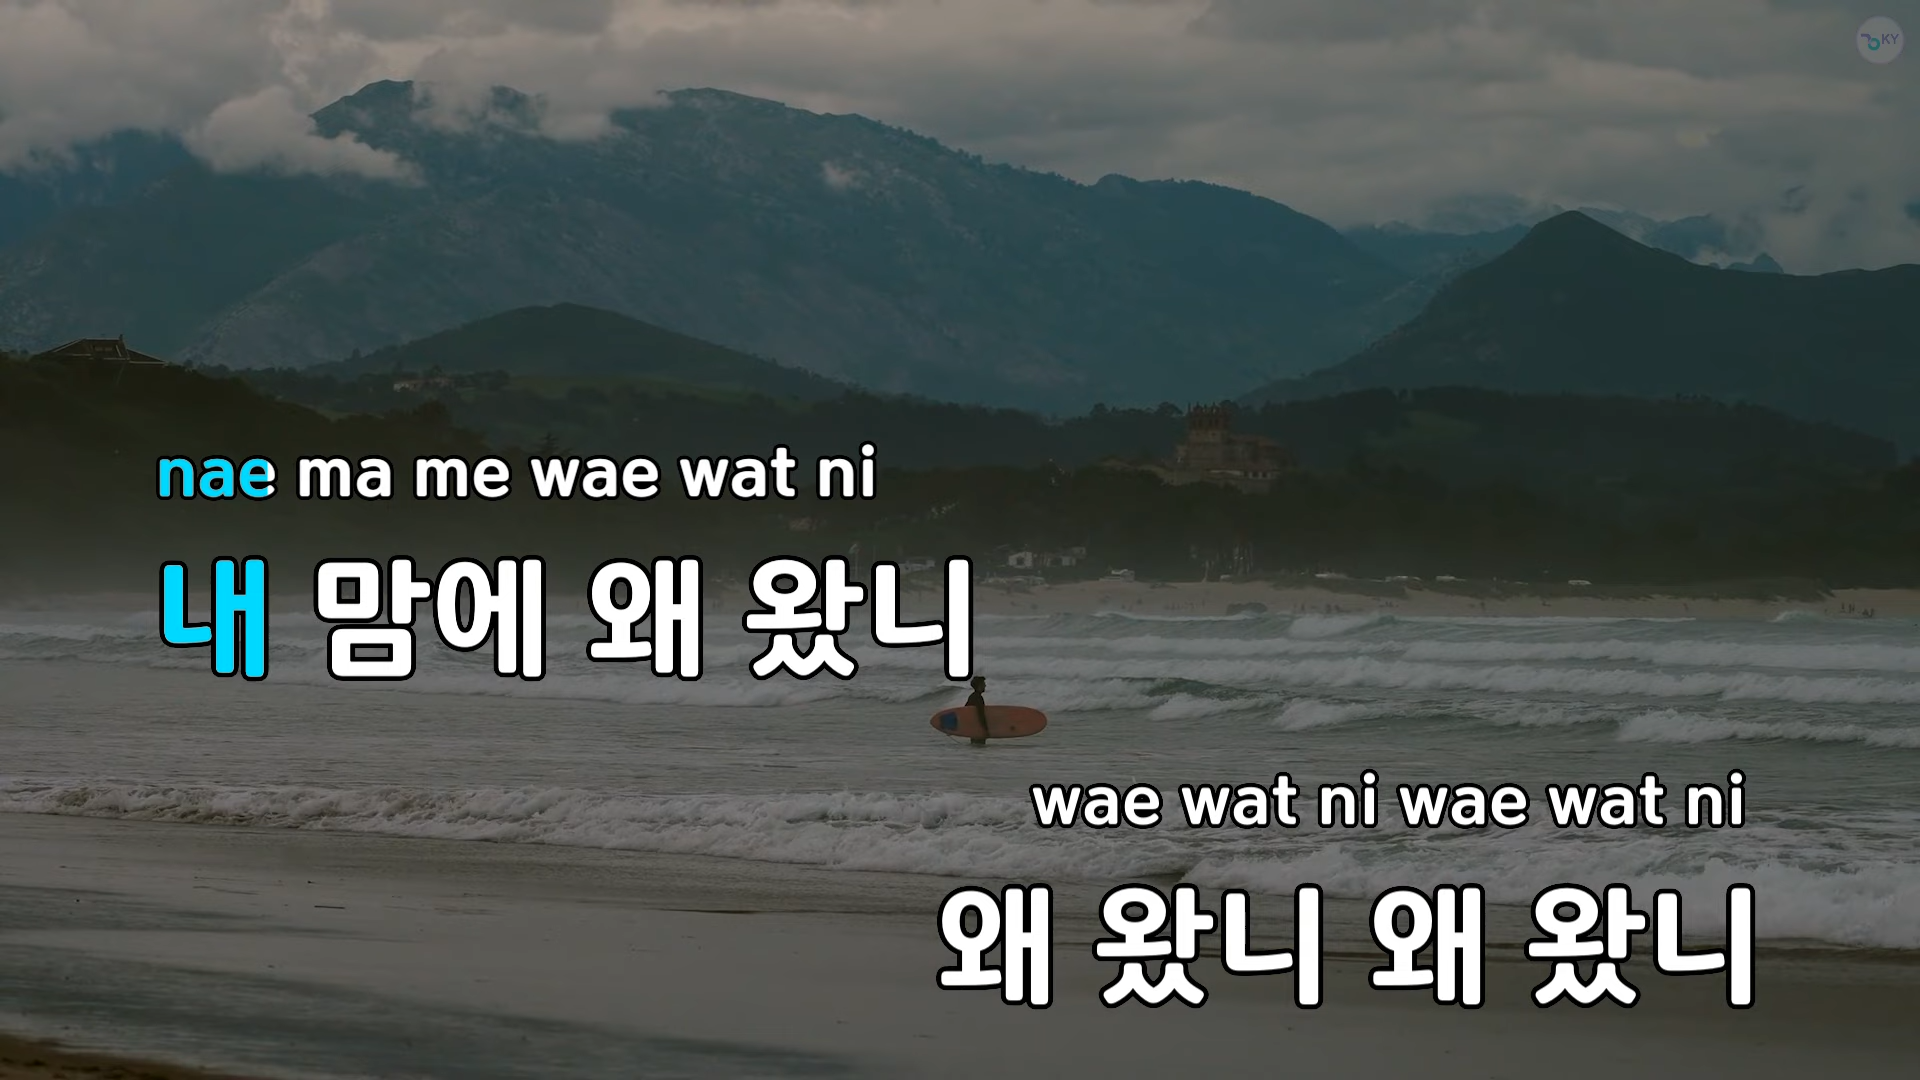 KY
nae ma me wae wat ni
내 맘에 왜 왔니
wae wat ni wae wat ni
왜 왔니 왜 왔니